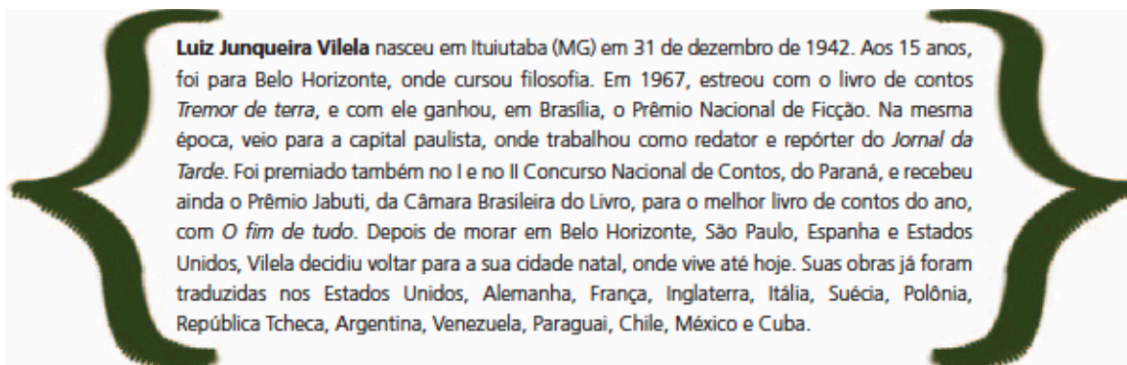 Luiz Junqueira Vilela nasceu em Ituiutaba (MG) em 31 de dezembro de 1942. Aos 15 anos,
foi para Belo Horizonte, onde cursou filosofia. Em 1967, estreou com o livro de contos
Tremor de terra, e com ele ganhou, em Brasília, o Prêmio Nacional de Ficção. Na mesma
época, veio para a capital paulista, onde trabalhou como redator e repórter do Jornal da
Tarde. Foi premiado também no I e no II Concurso Nacional de Contos, do Paraná, e recebeu
ainda o Prêmio Jabuti, da Câmara Brasileira do Livro, para o melhor livro de contos do ano,
com O fim de tudo. Depois de morar em Belo Horizonte, São Paulo, Espanha e Estados
Unidos, Vilela decidiu voltar para a sua cidade natal, onde vive até hoje. Suas obras já foram
traduzidas nos Estados Unidos, Alemanha, França, Inglaterra, Itália, Suécia, Polônia,
República Tcheca, Argentina, Venezuela, Paraguai, Chile, México e Cuba.